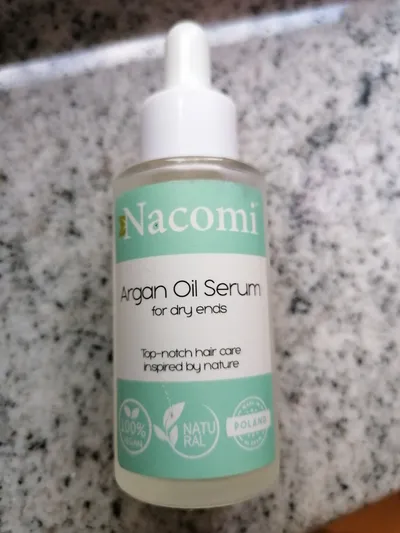 Nacomi
Argan Oil Serum
for dry ends
Top-notch hair care
inspired by nature
100%
VEGAN
NATU
RAL
POLAND